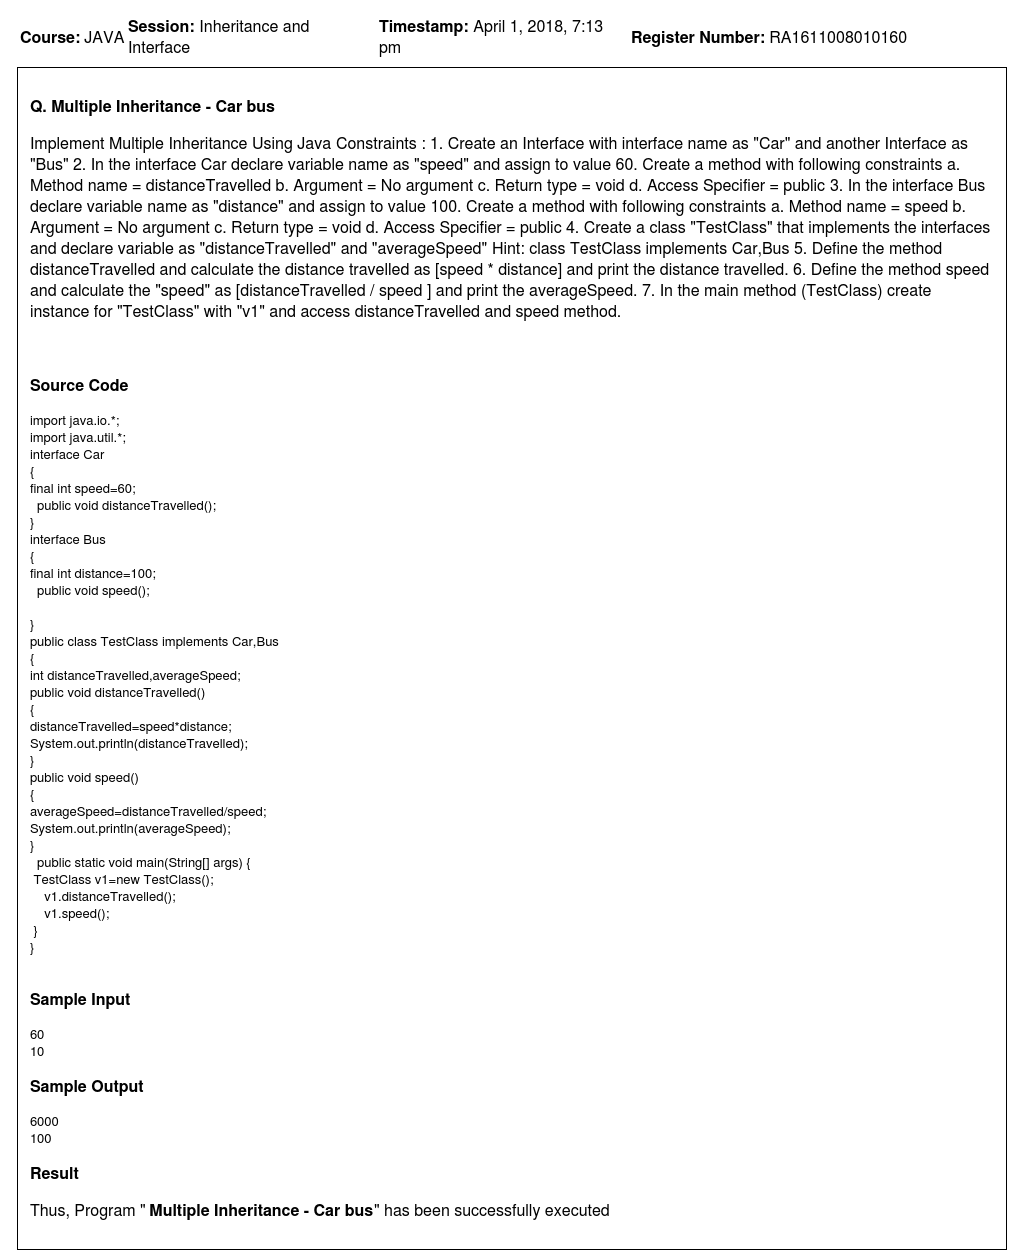 Course: JAVA Session: Inheritance and Interface Timestamp: April 1, 2018, 7:13 pm Register Number: RA1611008010160
Q. Multiple Inheritance - Car bus
Implement Multiple Inheritance Using Java Constraints : 1. Create an Interface with interface name as "Car" and another Interface as
"Bus" 2. In the interface Car declare variable name as "speed" and assign to value 60. Create a method with following constraints a.
Method name = distanceTravelled b. Argument = No argument c. Return type = void d. Access Specifier = public 3. In the interface Bus
declare variable name as "distance" and assign to value 100. Create a method with following constraints a. Method name = speed b.
Argument = No argument c. Return type = void d. Access Specifier = public 4. Create a class "TestClass" that implements the interfaces
and declare variable as "distanceTravelled" and "averageSpeed" Hint: class TestClass implements Car,Bus 5. Define the method
distanceTravelled and calculate the distance travelled as [speed * distance] and print the distance travelled. 6. Define the method speed
and calculate the "speed" as [distanceTravelled / speed ] and print the averageSpeed. 7. In the main method (TestClass) create
instance for "TestClass" with "v1" and access distanceTravelled and speed method.
Source Code
import java.io.*;
import java.util.*;
interface Car
{
final int speed=60;
public void distanceTravelled();
}
interface Bus
{
final int distance=100;
public void speed();
}
public class TestClass implements Car,Bus
{
int distanceTravelled,averageSpeed;
public void distanceTravelled()
{
distanceTravelled=speed*distance;
System.out.println(distanceTravelled);
}
public void speed()
{
averageSpeed=distanceTravelled/speed;
System.out.println(averageSpeed);
}
public static void main(String[] args) {
TestClass v1=new TestClass();
v1.distanceTravelled();
v1.speed();
}
}
Sample Input
60
10
Sample Output
6000
100
Result
Thus, Program " Multiple Inheritance - Car bus" has been successfully executed